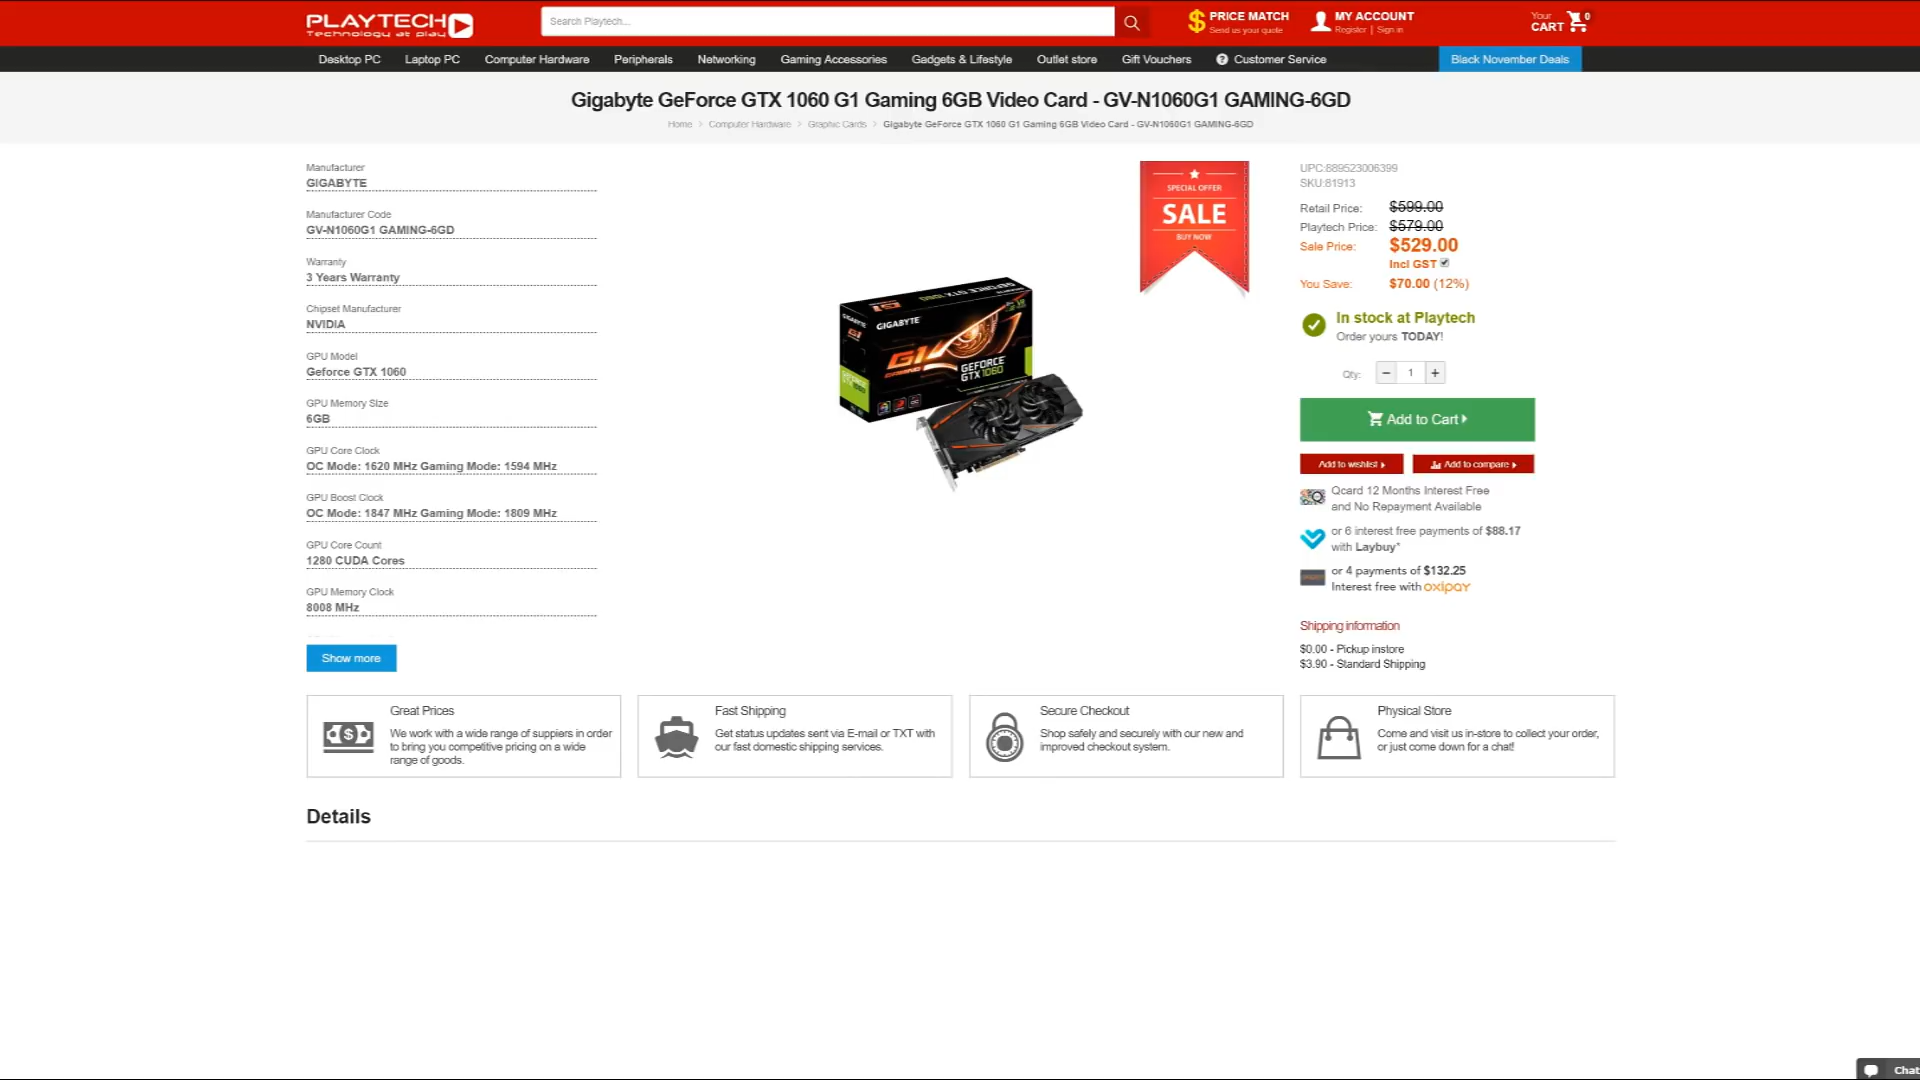 PLAYTECH
Technology at play
Search Playtech...
PRICE MATCH
Send us your quote
MY ACCOUNT
Register | Sign in
Your
CART
0
Desktop PC
Laptop PC
Computer Hardware
Peripherals
Networking
Gaming Accessories
Gadgets & Lifestyle
Outlet store
Gift Vouchers
Customer Service
Black November Deals
Gigabyte GeForce GTX 1060 G1 Gaming 6GB Video Card - GV-N1060G1 GAMING-6GD
Home > Computer Hardware > Graphic Cards > Gigabyte GeForce GTX 1060 G1 Gaming 6GB Video Card - GV-N1060G1 GAMING-6GD
Manufacturer
GIGABYTE
Manufacturer Code
GV-N1060G1 GAMING-6GD
Warranty
3 Years Warranty
Chipset Manufacturer
NVIDIA
GPU Model
Geforce GTX 1060
GPU Memory Size
6GB
GPU Core Clock
OC Mode: 1620 MHz Gaming Mode: 1594 MHz
GPU Boost Clock
OC Mode: 1847 MHz Gaming Mode: 1809 MHz
GPU Core Count
1280 CUDA Cores
GPU Memory Clock
8008 MHz
Show more
GIGABYTE
G1
GAMING
GEFORCE
GTX 1060
SPECIAL OFFER
SALE
BUY NOW
UPC:889523006399
SKU:81913
Retail Price: $599.00
Playtech Price: $579.00
Sale Price: $529.00
Incl GST
You Save: $70.00 (12%)
In stock at Playtech
Order yours TODAY!
Qty: − 1 +
Add to Cart
Add to wishlist
Add to compare
Qcard 12 Months Interest Free
and No Repayment Available
or 6 interest free payments of $88.17
with Laybuy*
or 4 payments of $132.25
Interest free with oxipay
Shipping information
$0.00 - Pickup instore
$3.90 - Standard Shipping
Great Prices
We work with a wide range of suppiers in order
to bring you competitive pricing on a wide
range of goods.
Fast Shipping
Get status updates sent via E-mail or TXT with
our fast domestic shipping services.
Secure Checkout
Shop safely and securely with our new and
improved checkout system.
Physical Store
Come and visit us in-store to collect your order,
or just come down for a chat!
Details
Chat